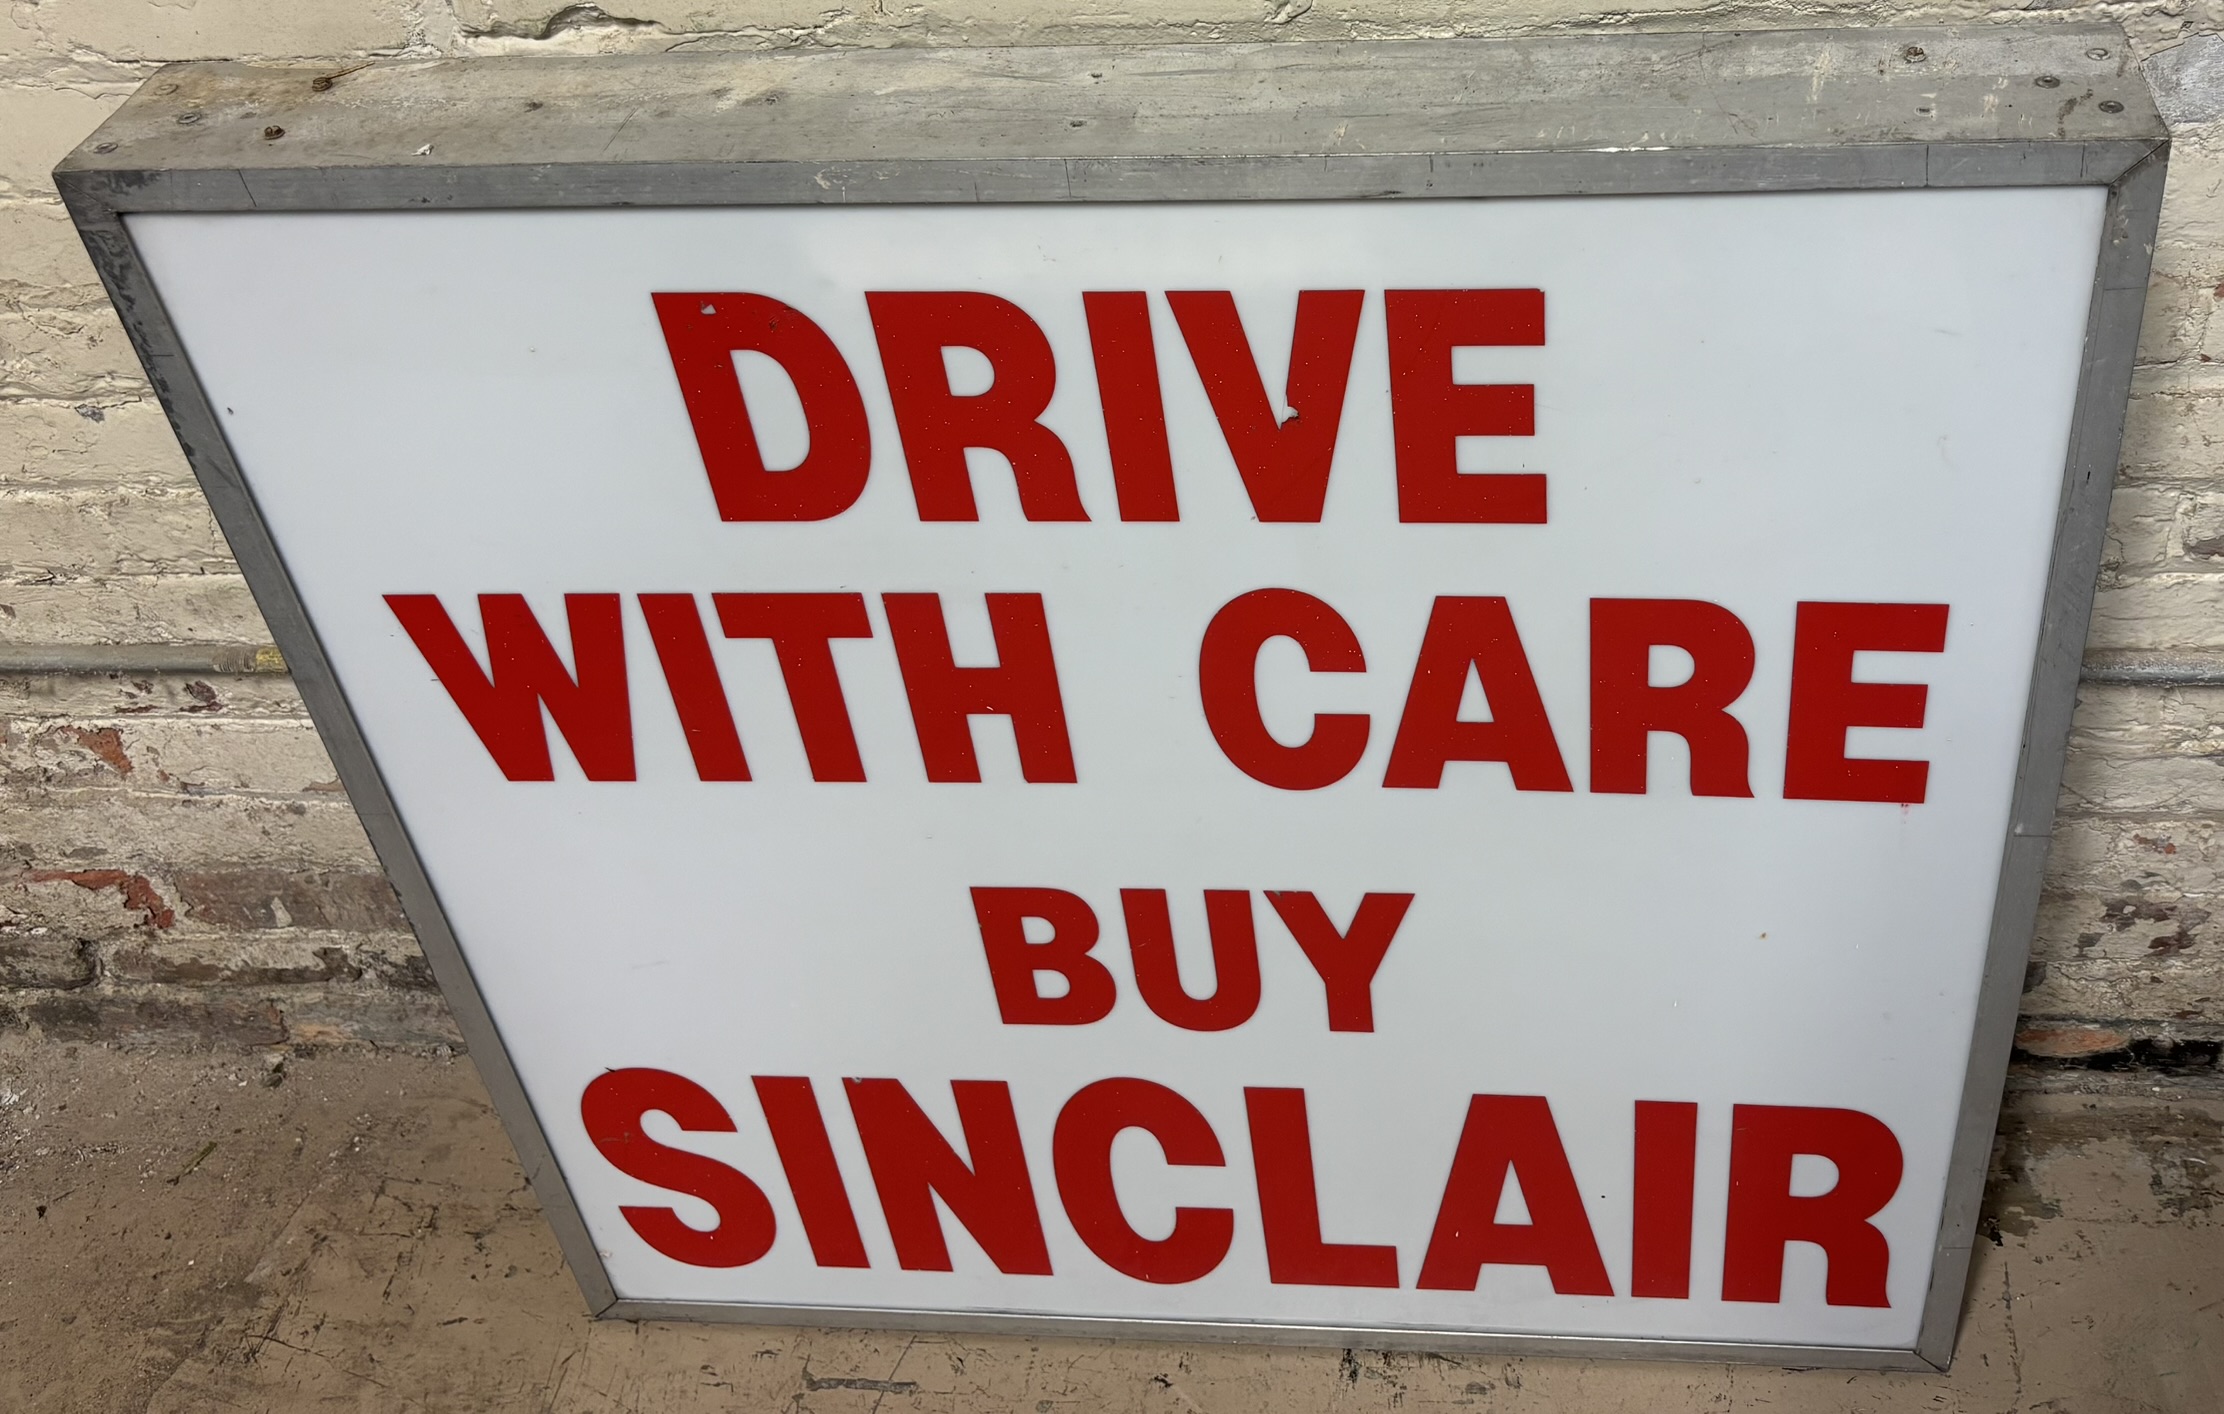 DRIVE
WITH CARE
BUY
SINCLAIR